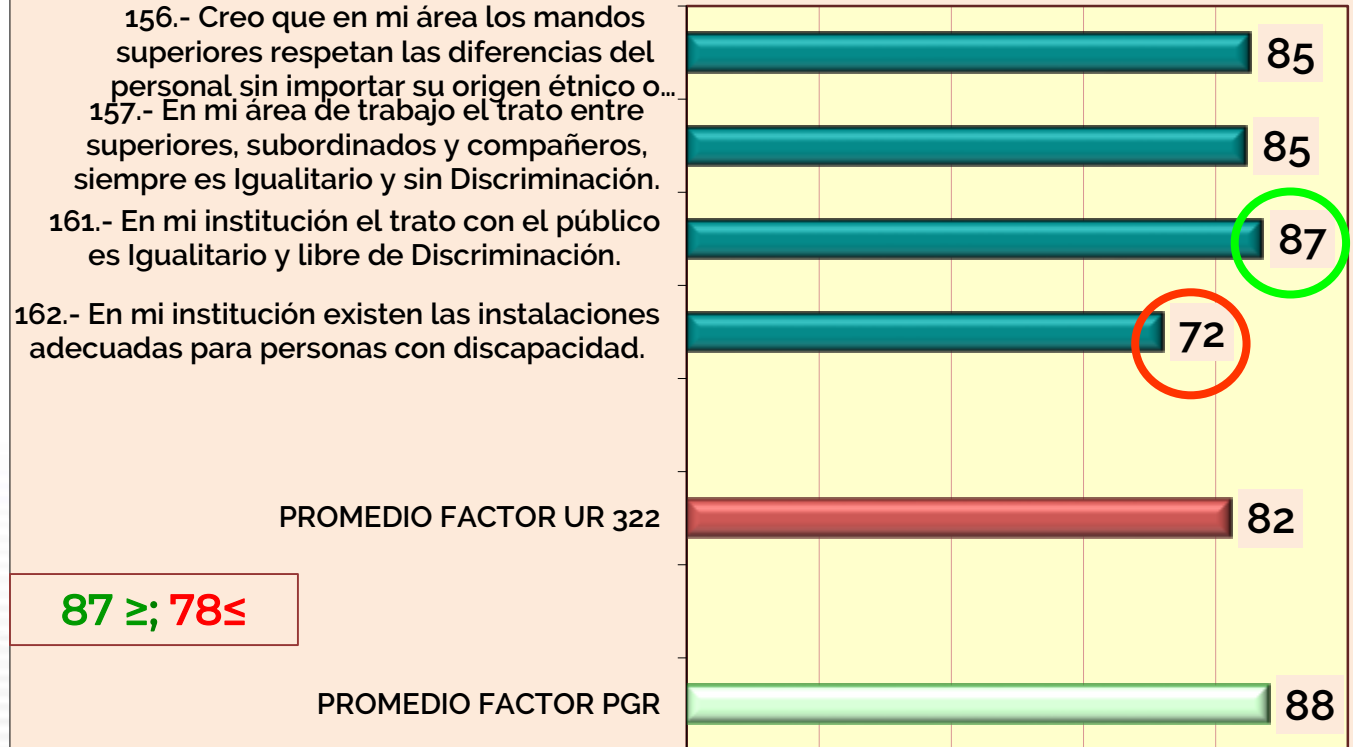 156.- Creo que en mi área los mandos
superiores respetan las diferencias del
personal sin importar su origen étnico o…
85
157.- En mi área de trabajo el trato entre
superiores, subordinados y compañeros,
siempre es Igualitario y sin Discriminación.
85
161.- En mi institución el trato con el público
es Igualitario y libre de Discriminación.
87
162.- En mi institución existen las instalaciones
adecuadas para personas con discapacidad.
72
PROMEDIO FACTOR UR 322
82
87 ≥; 78≤
PROMEDIO FACTOR PGR
88